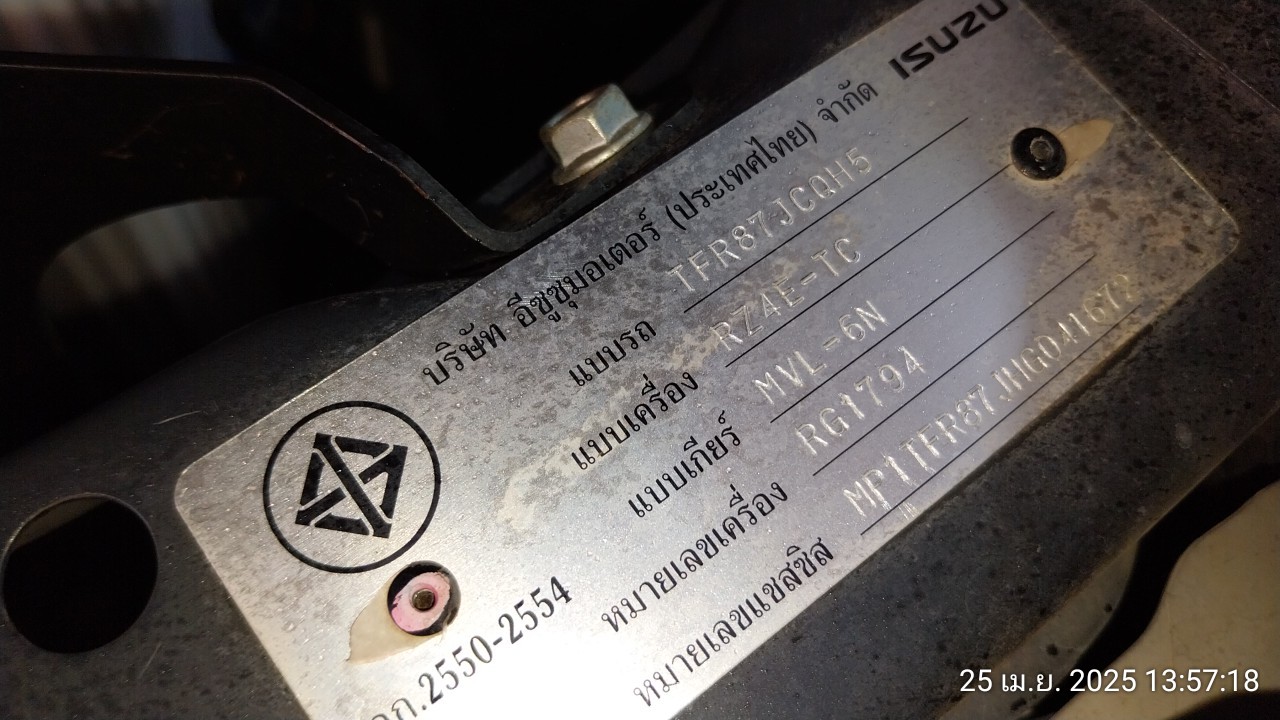 ISUZU
บริษัท อีซูซุมอเตอร์ (ประเทศไทย) จำกัด
แบบรถ TFR87JCQH5
แบบเครื่อง RZ4E-TC
แบบเกียร์ MVL-6N
หมายเลขเครื่อง RG1794
หมายเลขแชสซิส
2550-2554
25 เม.ย. 2025 13:57:18